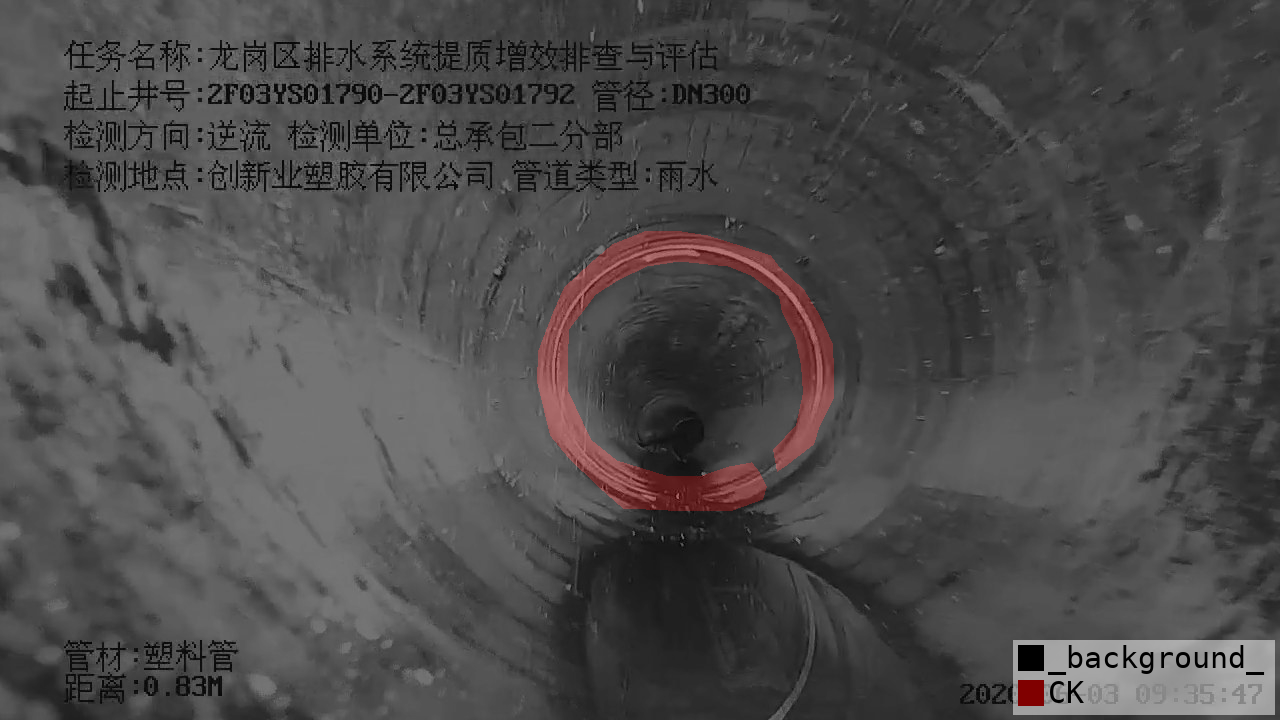 任务名称:龙岗区排水系统提质增效排查与评估
起止井号:2F03YS01790-2F03YS01792 管径:DN300
检测方向:逆流 检测单位:总承包二分部
检测地点:创新业塑胶有限公司 管道类型:雨水
管材:塑料管
距离:0.83M
_background_
CK
03 09:35:47